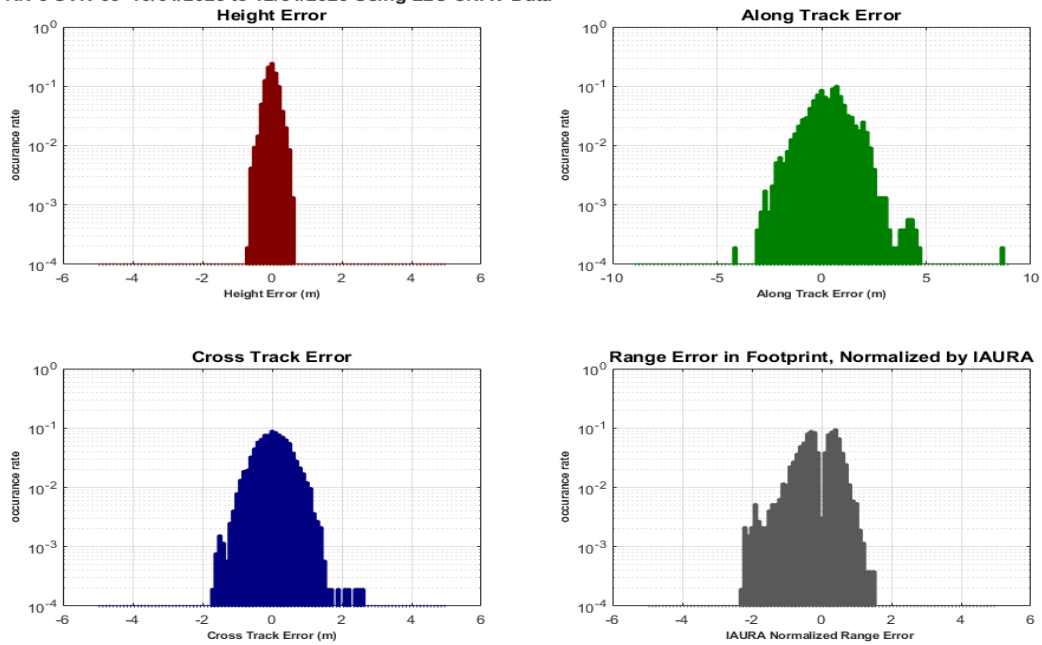 Height Error
Along Track Error
10^0
10^-1
10^-2
10^-3
10^-4
occurance rate
-6 -4 -2 0 2 4 6
Height Error (m)
10^0
10^-1
10^-2
10^-3
10^-4
occurance rate
-10 -5 0 5 10
Along Track Error (m)
Cross Track Error
Range Error in Footprint, Normalized by IAURA
10^0
10^-1
10^-2
10^-3
10^-4
occurance rate
-6 -4 -2 0 2 4 6
Cross Track Error (m)
10^0
10^-1
10^-2
10^-3
10^-4
occurance rate
-6 -4 -2 0 2 4 6
IAURA Normalized Range Error